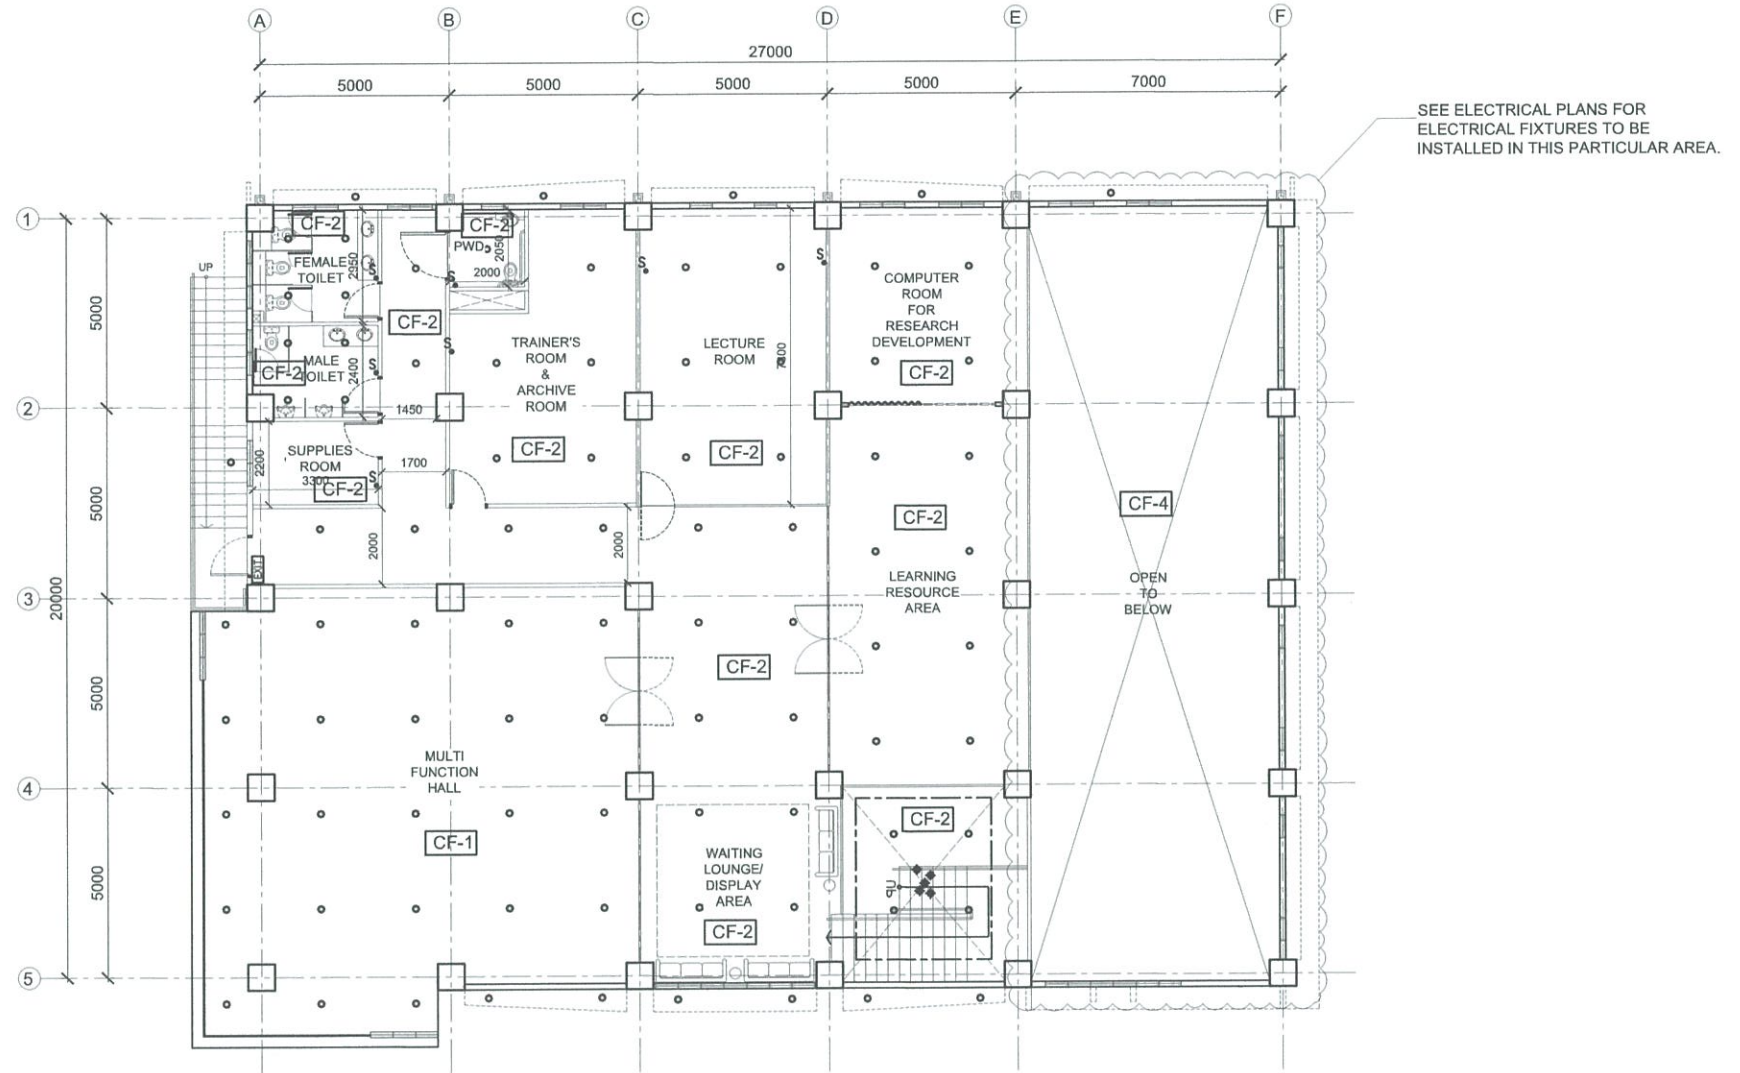 A B C D E F
27000
5000 5000 5000 5000 7000
SEE ELECTRICAL PLANS FOR
ELECTRICAL FIXTURES TO BE
INSTALLED IN THIS PARTICULAR AREA.
1
CF-2
CF-2
PWD
2050
2000
UP
FEMALE
TOILET
2950
S
S
S
S
5000
CF-2
S
COMPUTER
ROOM
FOR
RESEARCH
DEVELOPMENT
CF-2
TRAINER'S
ROOM
&
ARCHIVE
ROOM
LECTURE
ROOM
MALE
TOILET
CF-2
2400
S
2
1450
CF-2
CF-2
SUPPLIES
ROOM
3300
2200
1700
S
CF-2
5000
CF-2
CF-4
2000
2000
EXIT
LEARNING
RESOURCE
AREA
OPEN
TO
BELOW
3
20000
CF-2
5000
MULTI
FUNCTION
HALL
4
CF-1
CF-2
WAITING
LOUNGE/
DISPLAY
AREA
CF-2
UP
5000
5